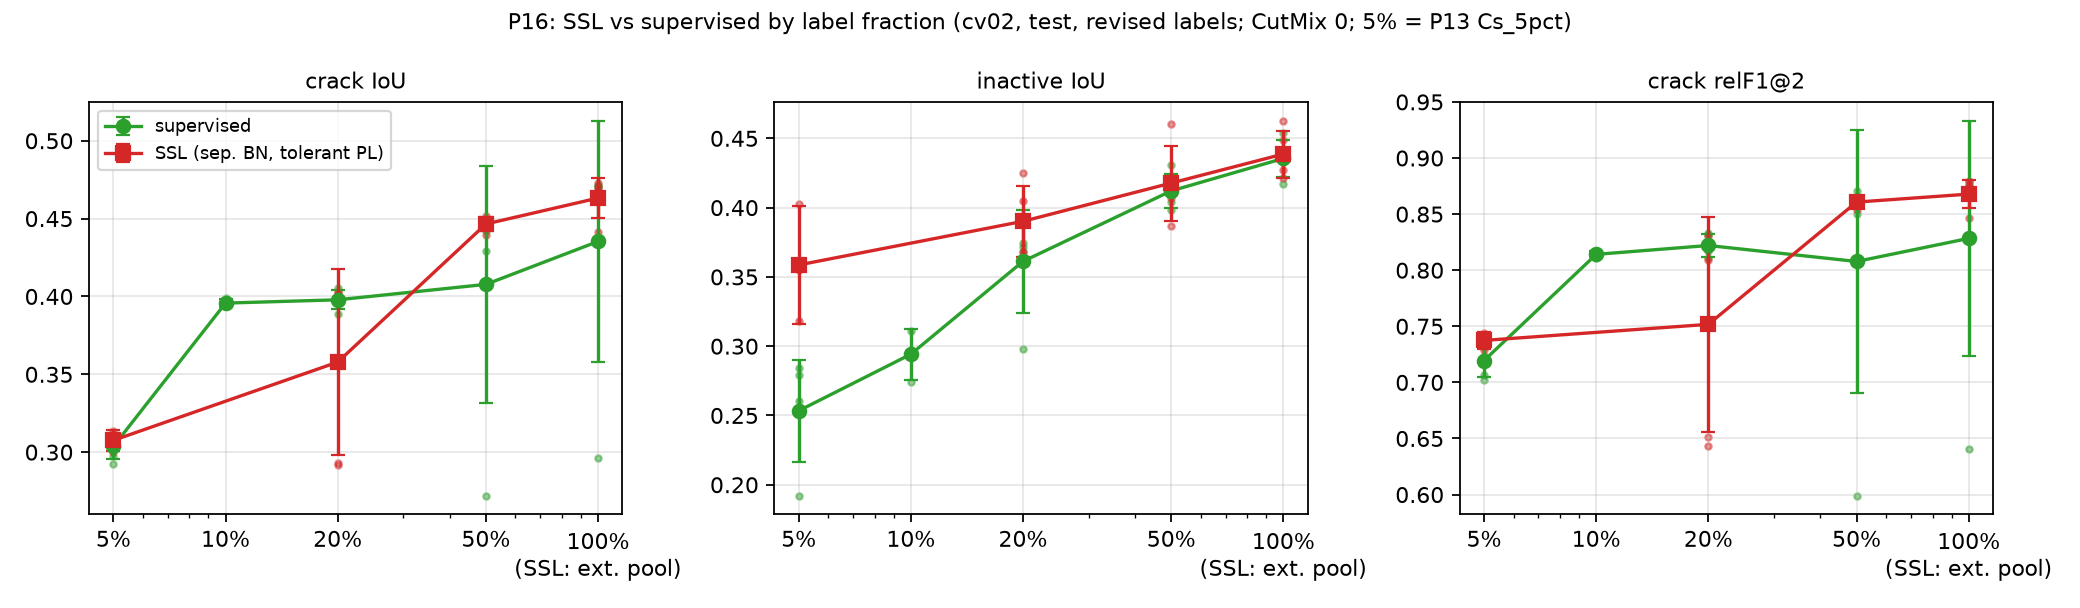 P16: SSL vs supervised by label fraction (cv02, test, revised labels; CutMix 0; 5% = P13 Cs_5pct)
crack IoU
supervised
SSL (sep. BN, tolerant PL)
0.50
0.45
0.40
0.35
0.30
5% 10% 20% 50% 100%
(SSL: ext. pool)
inactive IoU
0.45
0.40
0.35
0.30
0.25
0.20
5% 10% 20% 50% 100%
(SSL: ext. pool)
crack relF1@2
0.95
0.90
0.85
0.80
0.75
0.70
0.65
0.60
5% 10% 20% 50% 100%
(SSL: ext. pool)